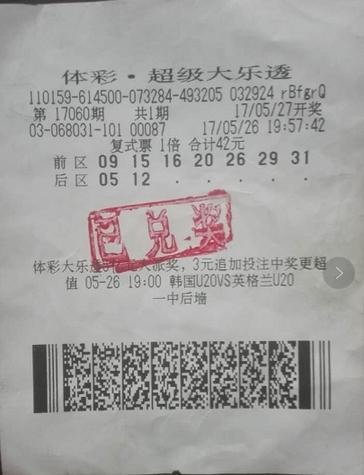 体彩·超级大乐透
110159-614500-073284-493205 032924 rBfgrQ
第 17060期 共1期 17/05/27开奖
03-068031-101 00087 17/05/26 19:57:42
复式票 1倍 合计42元
前区 09 15 16 20 26 29 31
后区 05 12 . . . . .
已兑奖
体彩大乐透 大派奖，3元追加投注中奖更超
值 05-26 19:00 韩国U20VS英格兰U20
一中后墙